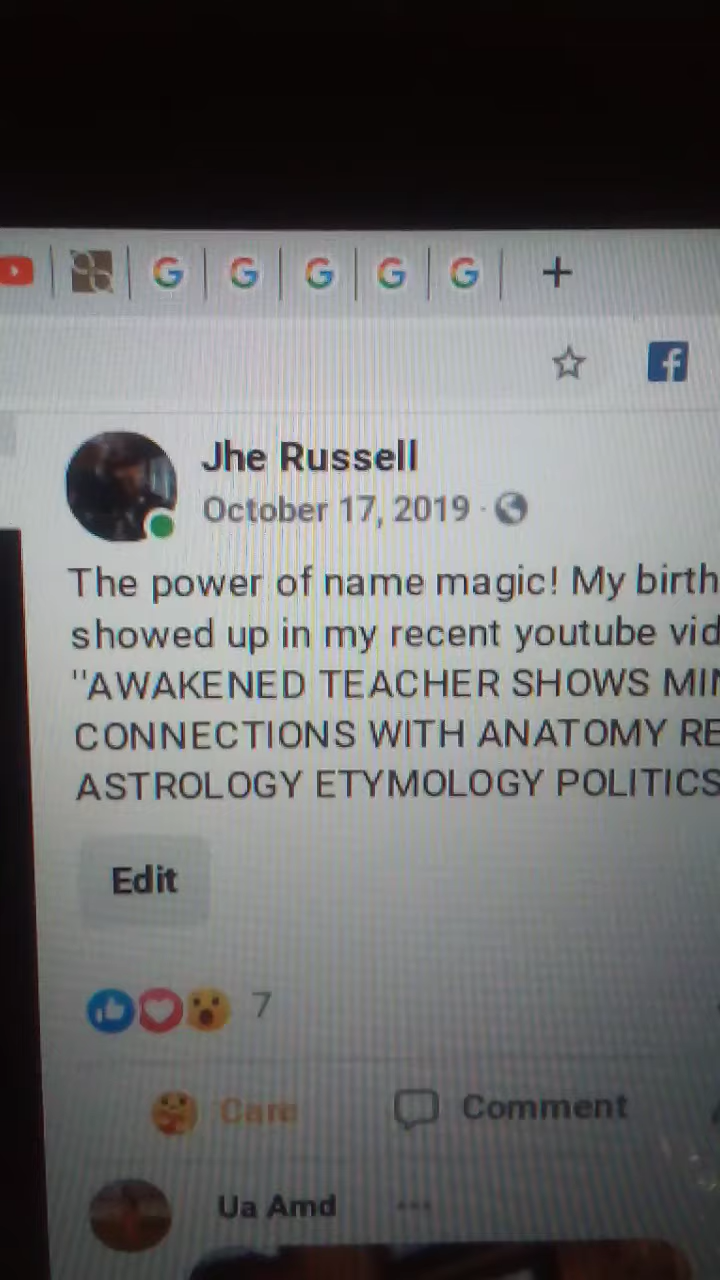 Jhe Russell
October 17, 2019 ·
The power of name magic! My birth
showed up in my recent youtube vid
"AWAKENED TEACHER SHOWS MIN
CONNECTIONS WITH ANATOMY RE
ASTROLOGY ETYMOLOGY POLITICS
Edit
7
Care Comment
Ua Amd